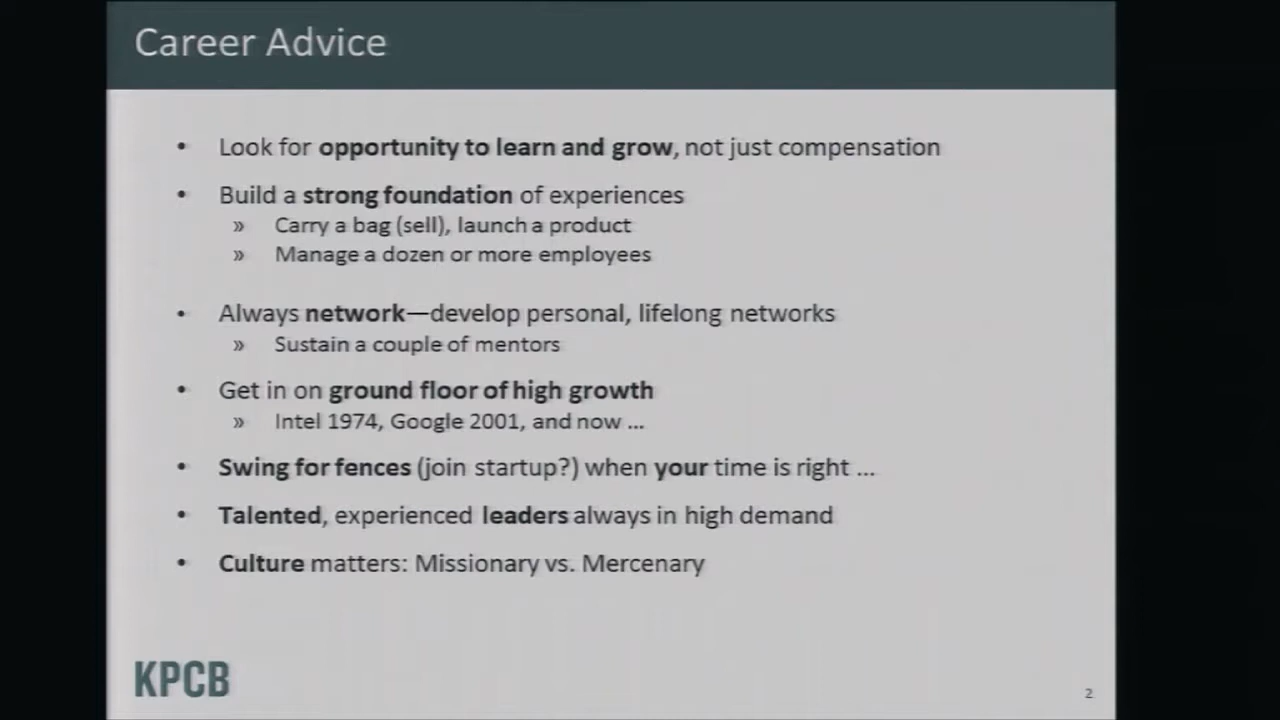 Career Advice
• Look for opportunity to learn and grow, not just compensation
• Build a strong foundation of experiences
» Carry a bag (sell), launch a product
» Manage a dozen or more employees
• Always network—develop personal, lifelong networks
» Sustain a couple of mentors
• Get in on ground floor of high growth
» Intel 1974, Google 2001, and now ...
• Swing for fences (join startup?) when your time is right ...
• Talented, experienced leaders always in high demand
• Culture matters: Missionary vs. Mercenary
KPCB
2